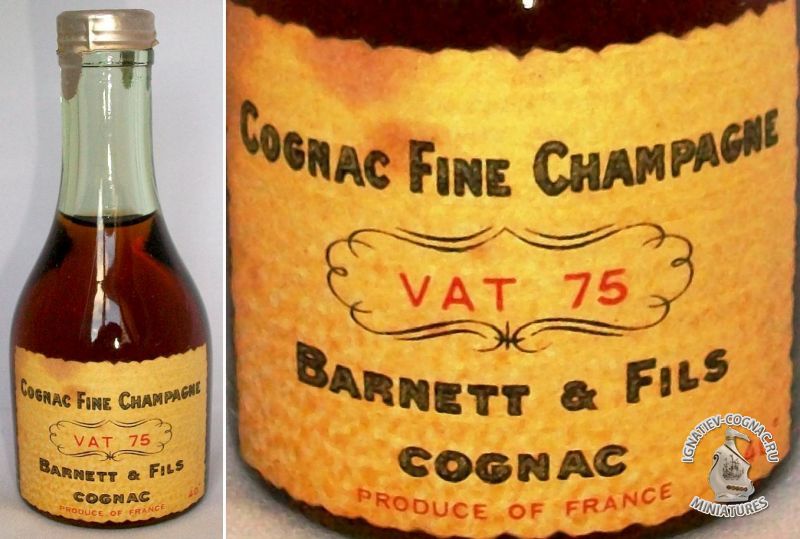 COGNAC FINE CHAMPAGNE
VAT 75
BARNETT & FILS
COGNAC
PRODUCE OF FRANCE
40°
COGNAC FINE CHAMPAGNE
VAT 75
BARNETT & FILS
COGNAC
PRODUCE OF FRANCE
IGNATIEV-COGNAC.RU
MINIATURES